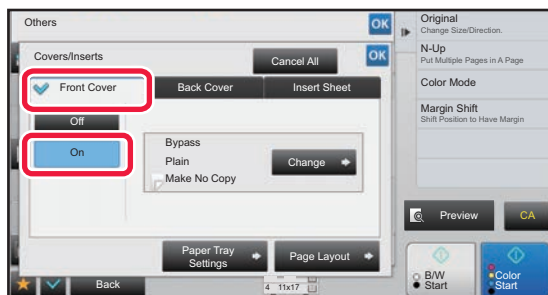 Others
OK
Covers/Inserts
Cancel All
OK
Front Cover
Back Cover
Insert Sheet
Off
On
Bypass
Plain
Make No Copy
Change
Paper Tray
Settings
Page Layout
Back
4 11x17
Original
Change Size/Direction.
N-Up
Put Multiple Pages in A Page
Color Mode
Margin Shift
Shift Position to Have Margin
Preview
CA
B/W
Start
Color
Start